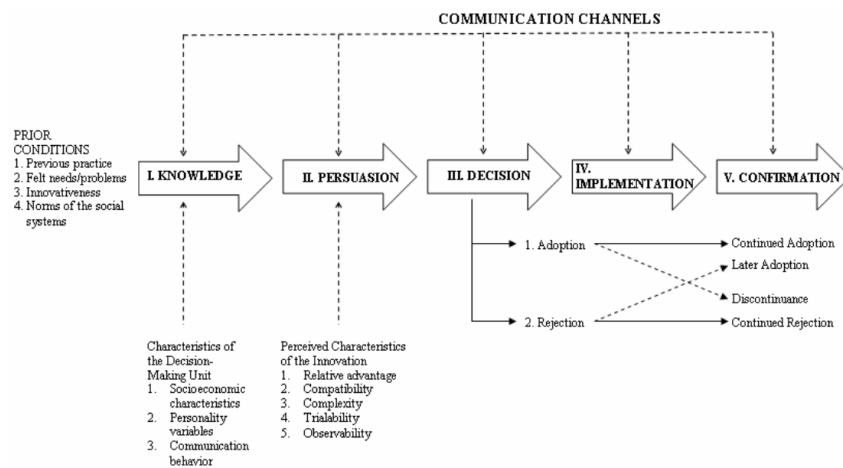 COMMUNICATION CHANNELS
PRIOR
CONDITIONS
1. Previous practice
2. Felt needs/problems
3. Innovativeness
4. Norms of the social
systems
I. KNOWLEDGE
II. PERSUASION
III. DECISION
IV.
IMPLEMENTATION
V. CONFIRMATION
1. Adoption
Continued Adoption
Later Adoption
Discontinuance
2. Rejection
Continued Rejection
Characteristics of
the Decision-
Making Unit
1. Socioeconomic
characteristics
2. Personality
variables
3. Communication
behavior
Perceived Characteristics
of the Innovation
1. Relative advantage
2. Compatibility
3. Complexity
4. Trialability
5. Observability